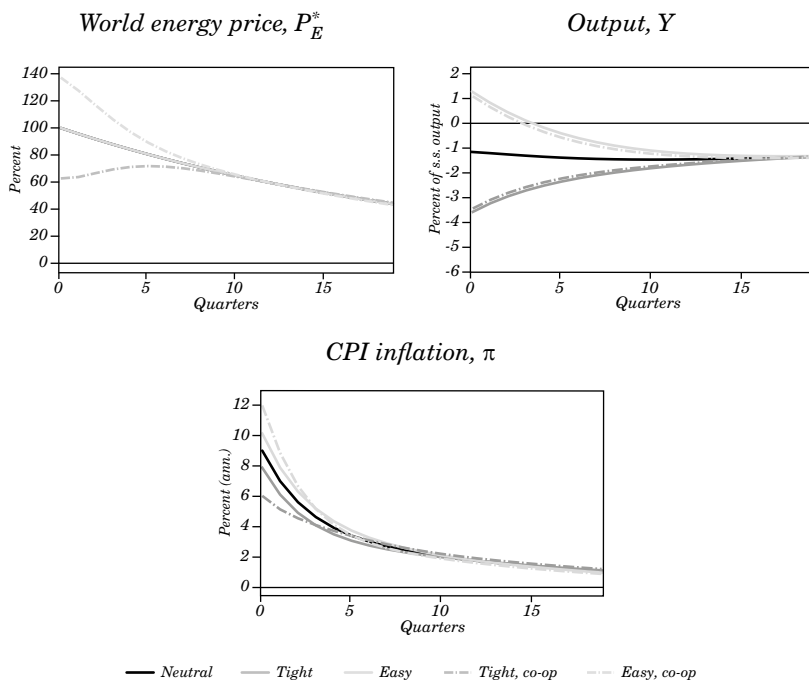 World energy price, P*E
Output, Y
140
120
100
80
60
40
20
0
Percent
0 5 10 15
Quarters
2
1
0
-1
-2
-3
-4
-5
-6
Percent of s.s. output
0 5 10 15
Quarters
CPI inflation, π
12
10
8
6
4
2
0
Percent (ann.)
0 5 10 15
Quarters
Neutral Tight Easy Tight, co-op Easy, co-op